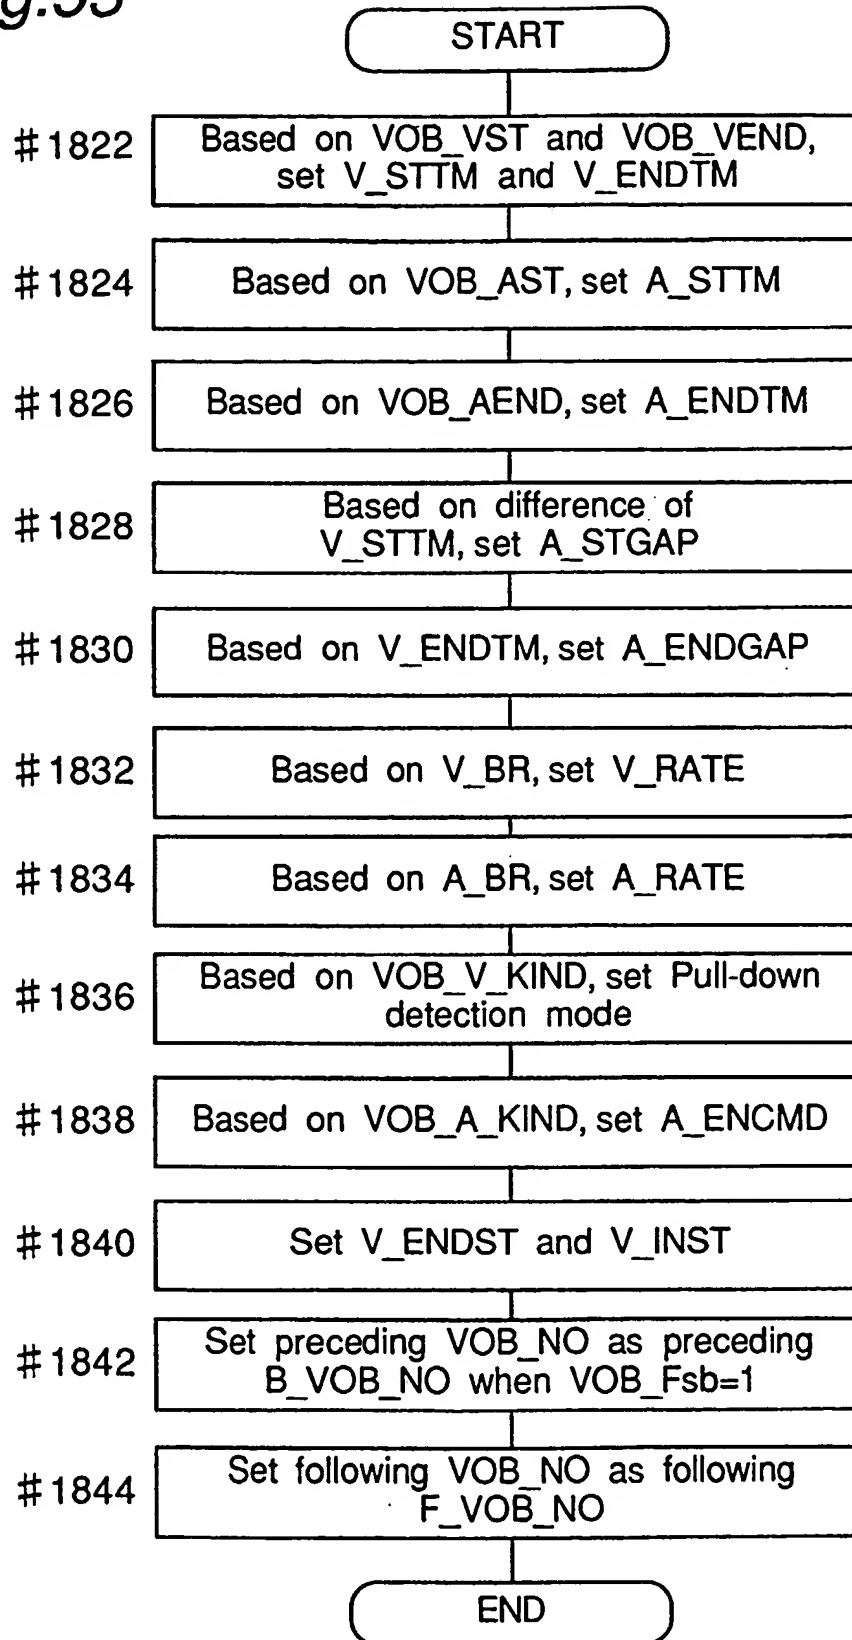 g.53
START
#1822
Based on VOB_VST and VOB_VEND,
set V_STTM and V_ENDTM
#1824
Based on VOB_AST, set A_STTM
#1826
Based on VOB_AEND, set A_ENDTM
#1828
Based on difference of
V_STTM, set A_STGAP
#1830
Based on V_ENDTM, set A_ENDGAP
#1832
Based on V_BR, set V_RATE
#1834
Based on A_BR, set A_RATE
#1836
Based on VOB_V_KIND, set Pull-down
detection mode
#1838
Based on VOB_A_KIND, set A_ENCMD
#1840
Set V_ENDST and V_INST
#1842
Set preceding VOB_NO as preceding
B_VOB_NO when VOB_Fsb=1
#1844
Set following VOB_NO as following
F_VOB_NO
END